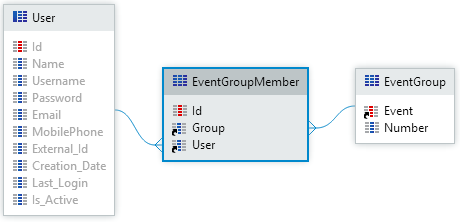 User
Id
Name
Username
Password
Email
MobilePhone
External_Id
Creation_Date
Last_Login
Is_Active
EventGroupMember
Id
Group
User
EventGroup
Event
Number